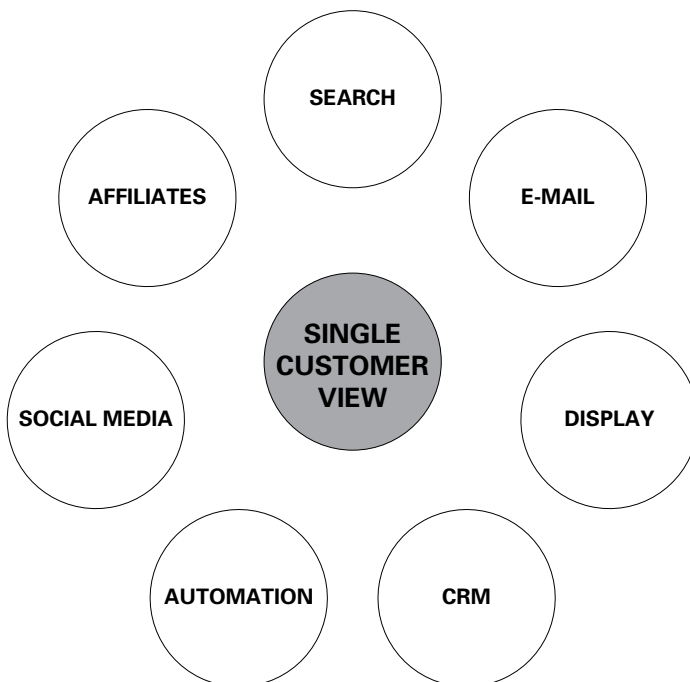 SEARCH
AFFILIATES
E-MAIL
SINGLE
CUSTOMER
VIEW
SOCIAL MEDIA
DISPLAY
AUTOMATION
CRM